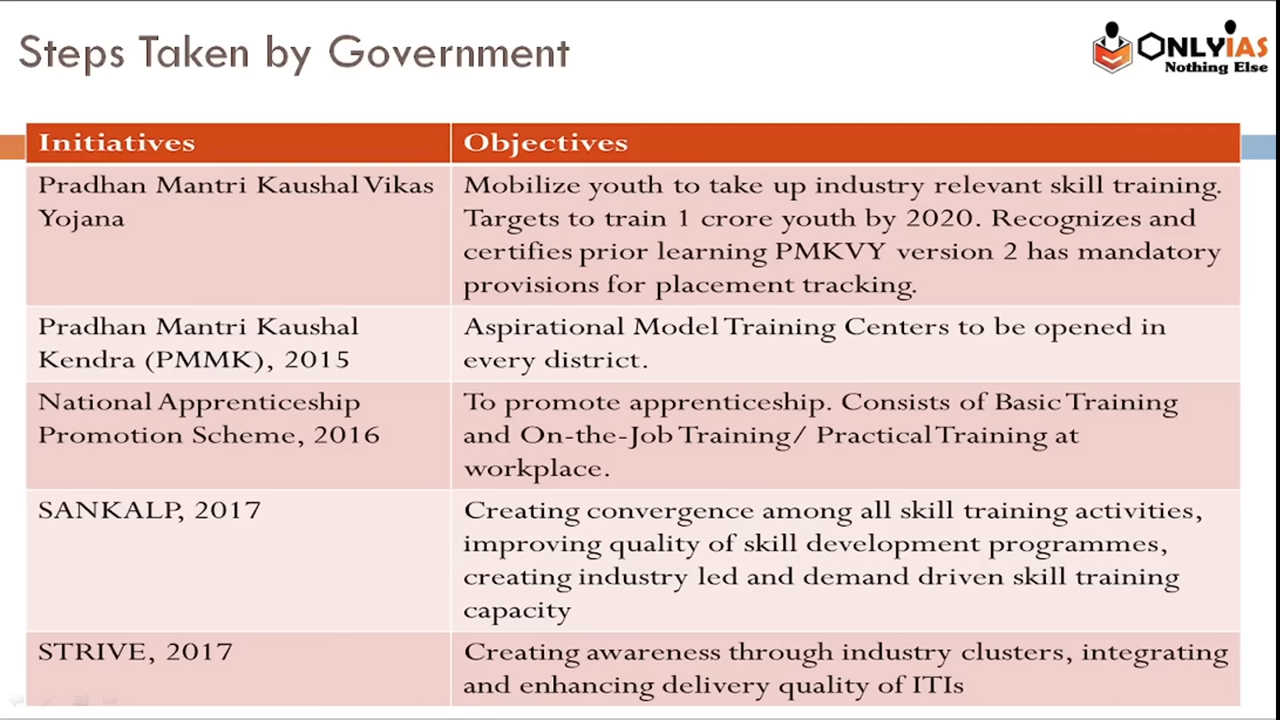 Steps Taken by Government
ONLYIAS
Nothing Else
Initiatives
Objectives
Pradhan Mantri Kaushal Vikas
Yojana
Mobilize youth to take up industry relevant skill training.
Targets to train 1 crore youth by 2020. Recognizes and
certifies prior learning PMKVY version 2 has mandatory
provisions for placement tracking.
Pradhan Mantri Kaushal
Kendra (PMMK), 2015
Aspirational Model Training Centers to be opened in
every district.
National Apprenticeship
Promotion Scheme, 2016
To promote apprenticeship. Consists of Basic Training
and On-the-Job Training/ Practical Training at
workplace.
SANKALP, 2017
Creating convergence among all skill training activities,
improving quality of skill development programmes,
creating industry led and demand driven skill training
capacity
STRIVE, 2017
Creating awareness through industry clusters, integrating
and enhancing delivery quality of ITIs